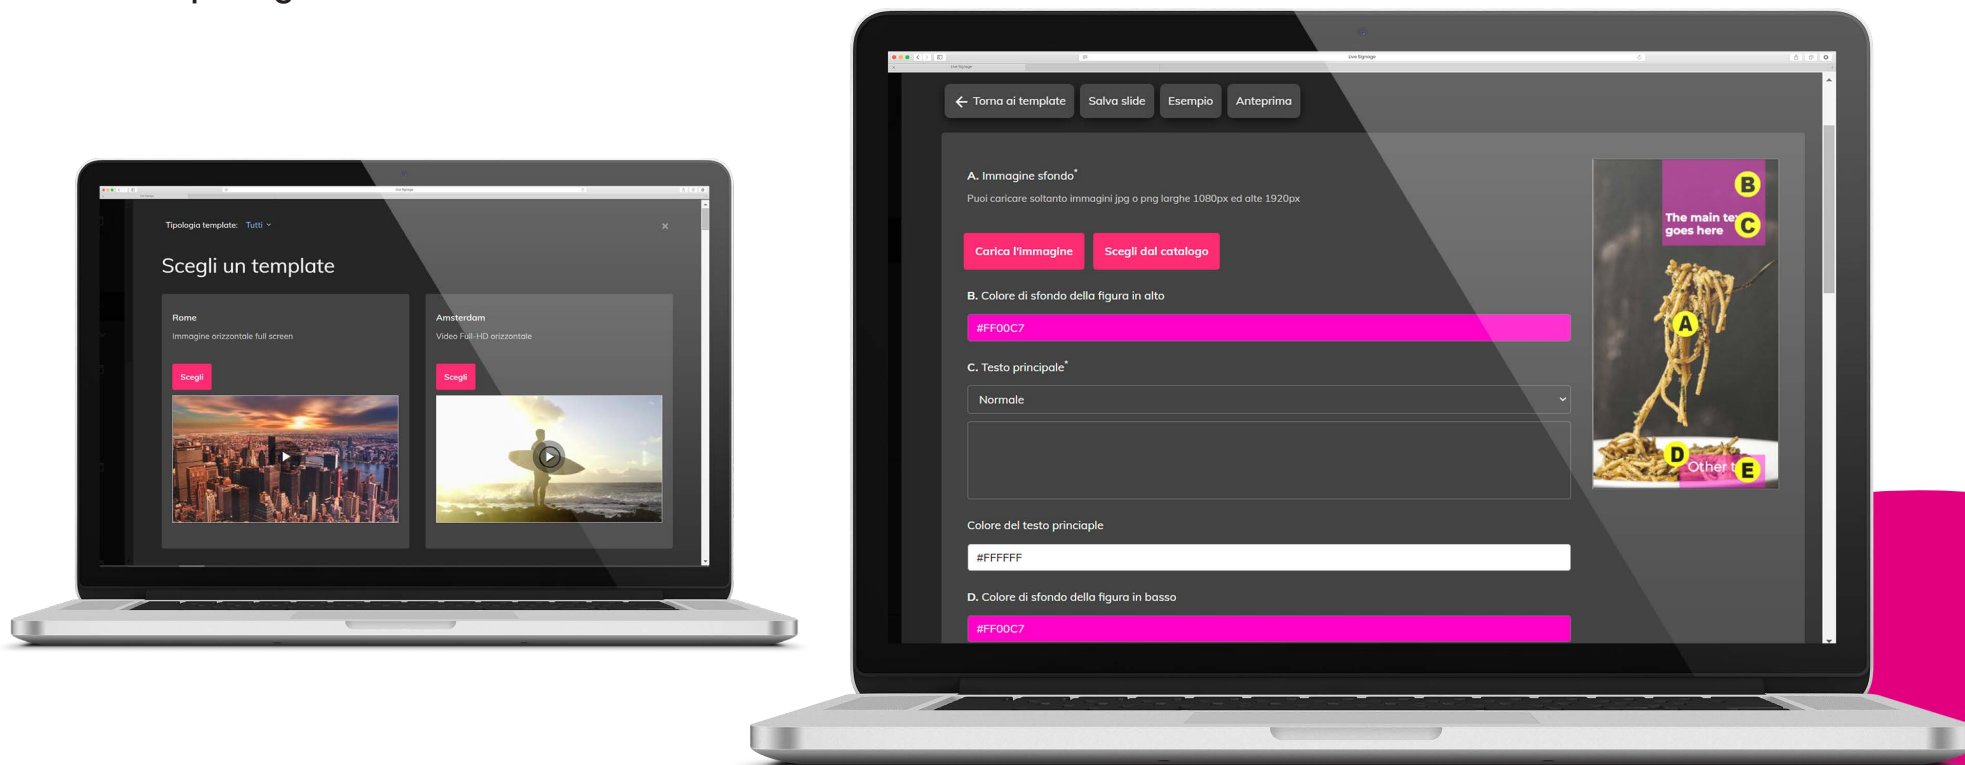 Tipologia template: Tutti
Scegli un template
Rome
Immagine orizzontale full screen
Scegli
Amsterdam
Video Full-HD orizzontale
Scegli
Live Signage
Torna ai template
Salva slide
Esempio
Anteprima
A. Immagine sfondo*
Puoi caricare soltanto immagini jpg o png larghe 1080px ed alte 1920px
Carica l'immagine
Scegli dal catalogo
B. Colore di sfondo della figura in alto
#FF00C7
C. Testo principale*
Normale
Colore del testo princiaple
#FFFFFF
D. Colore di sfondo della figura in basso
#FF00C7
B
The main te
C
goes here
A
D
Other t
E